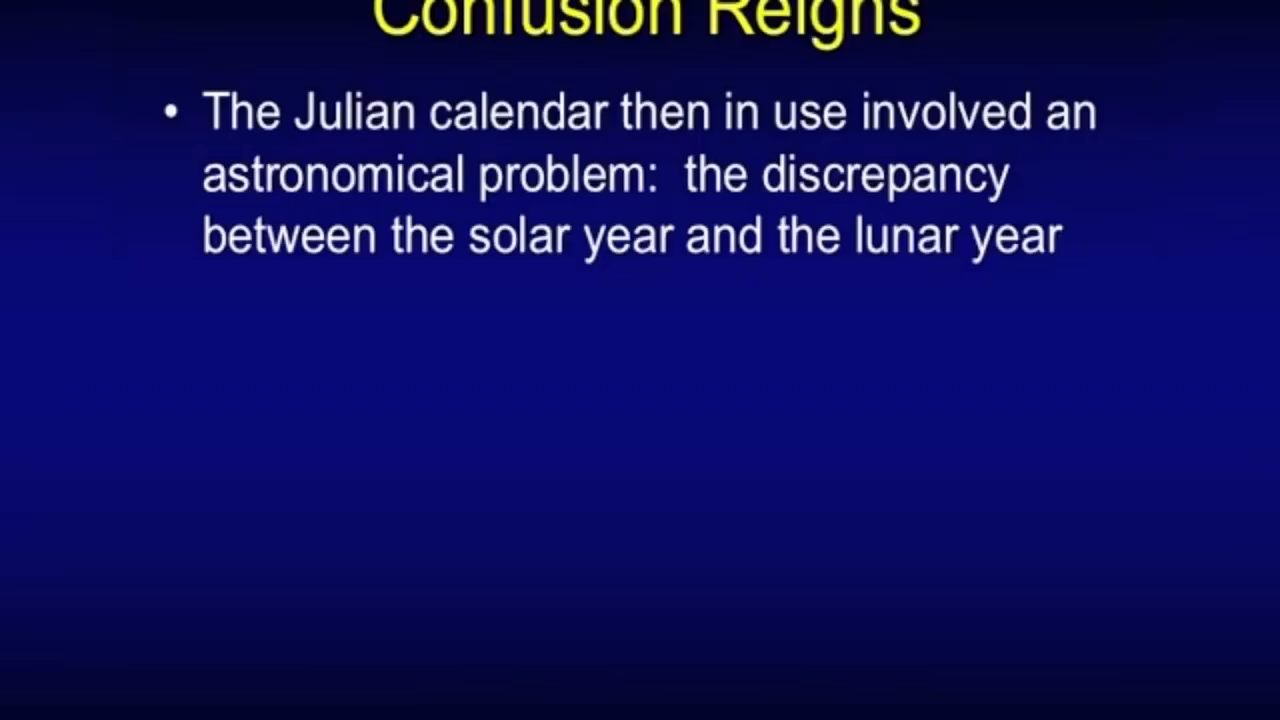 Confusion Reigns
• The Julian calendar then in use involved an
astronomical problem:  the discrepancy
between the solar year and the lunar year